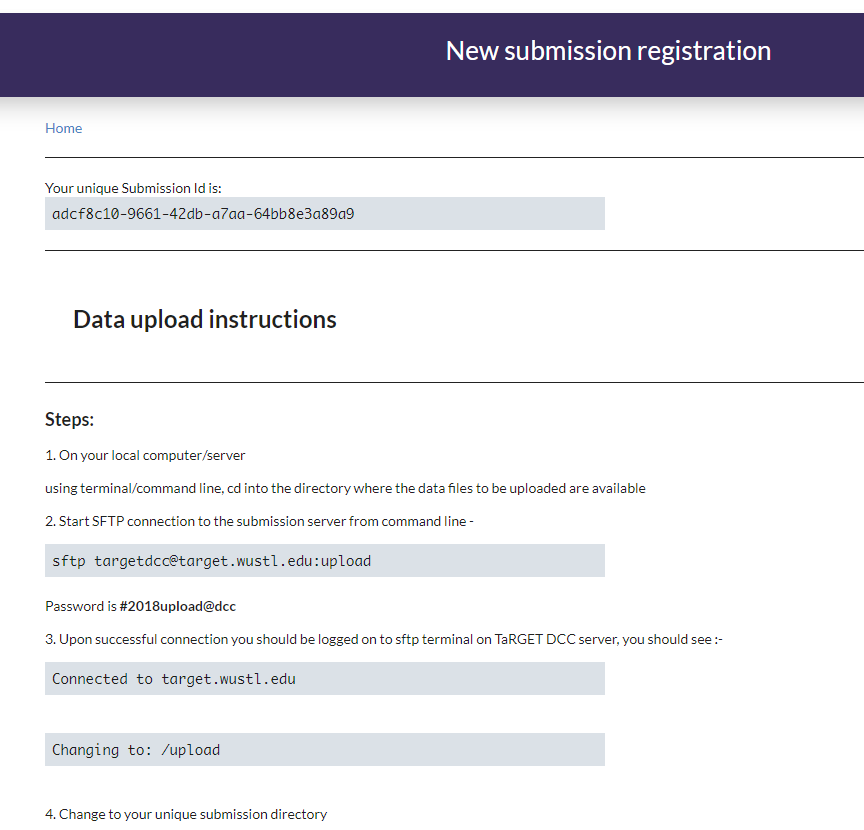 New submission registration
Home
Your unique Submission Id is:
adcf8c10-9661-42db-a7aa-64bb8e3a89a9
Data upload instructions
Steps:
1. On your local computer/server
using terminal/command line, cd into the directory where the data files to be uploaded are available
2. Start SFTP connection to the submission server from command line -
sftp targetdcc@target.wustl.edu:upload
Password is #2018upload@dcc
3. Upon successful connection you should be logged on to sftp terminal on TaRGET DCC server, you should see :-
Connected to target.wustl.edu
Changing to: /upload
4. Change to your unique submission directory